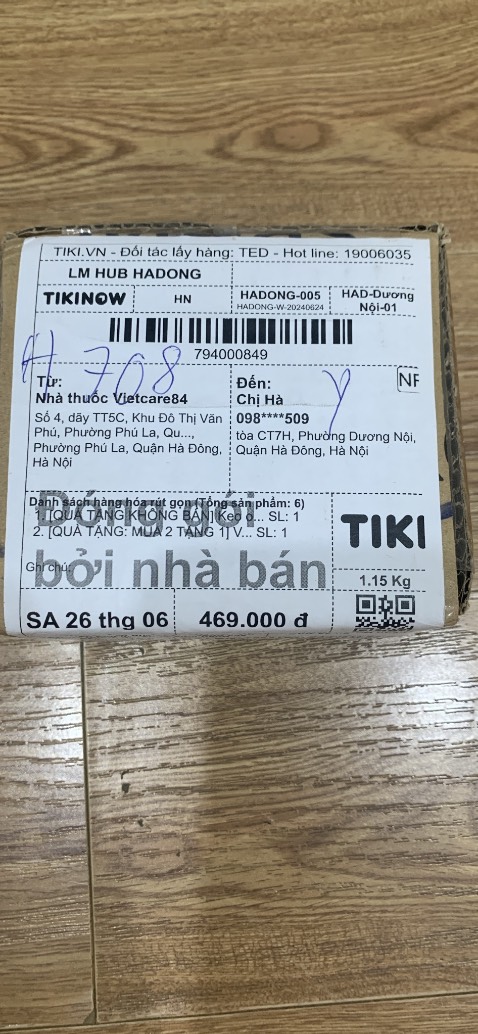 TIKI.VN - Đối tác lấy hàng: TED - Hot line: 19006035
LM HUB HADONG
TIKINOW
HN
HADONG-005
HADONG-W-20240624
HAD-Dương
Nội-01
794000849
H 708
Y
Từ:
Nhà thuốc Vietcare84
Số 4, dãy TT5C, Khu Đô Thị Văn
Phú, Phường Phú La, Qu...,
Phường Phú La, Quận Hà Đông,
Hà Nội
Đến:
Chị Hà
098****509
tòa CT7H, Phường Dương Nội,
Quận Hà Đông, Hà Nội
NF
Danh sách hàng hóa rút gọn (Tổng sản phẩm: 6)
1. [QUÀ TẶNG KHÔNG BÁN] Kẹo d... SL: 1
2. [QUÀ TẶNG: MUA 2 TẶNG 1] V... SL: 1
Ghi chú:
Đóng gói
bởi nhà bán
TIKI
1.15 Kg
SA 26 thg 06
469.000 đ